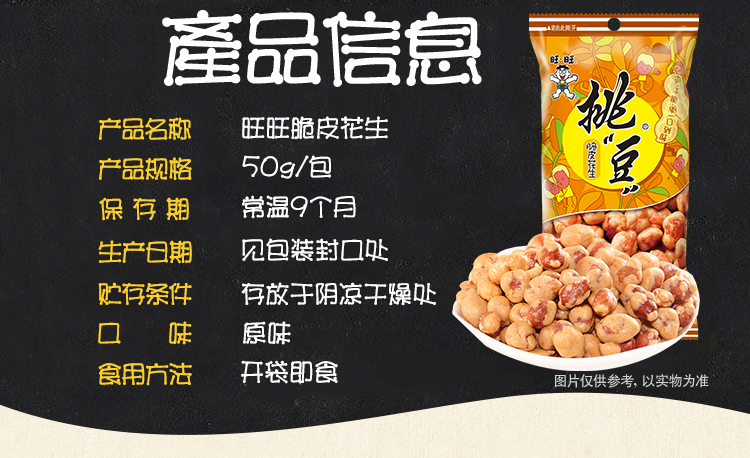 產品信息
产品名称 旺旺脆皮花生
产品规格 50g/包
保存期 常温9个月
生产日期 见包装封口处
贮存条件 存放于阴凉干燥处
口味 原味
食用方法 开袋即食
旺·旺
挑"豆"
脆皮花生
图片仅供参考, 以实物为准